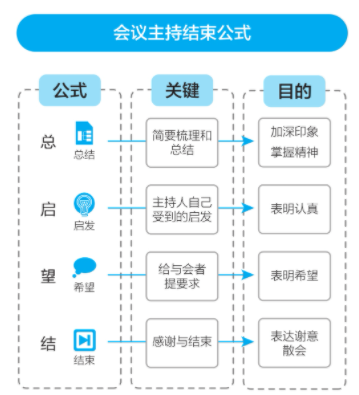 会议主持结束公式
公式
关键
目的
总
总结
简要梳理和
总结
加深印象
掌握精神
启
启发
主持人自己
受到的启发
表明认真
望
希望
给与会者
提要求
表明希望
结
结束
感谢与结束
表达谢意
散会